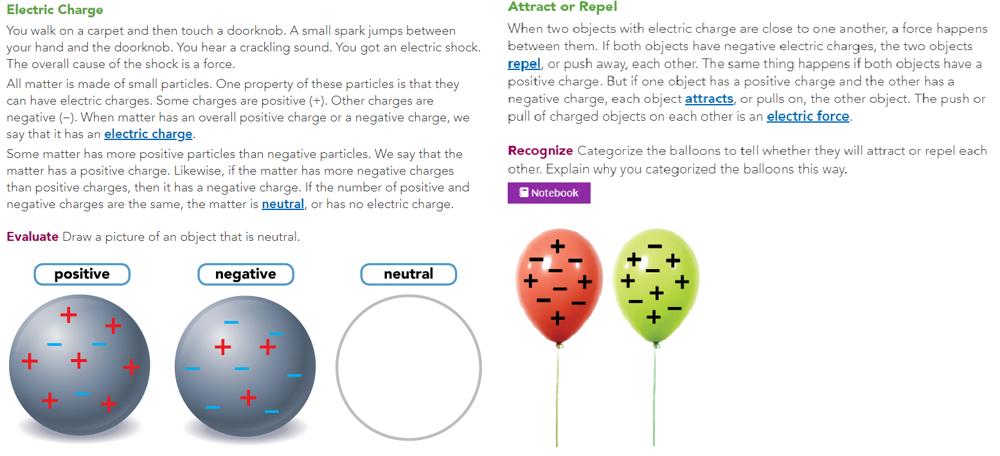 Electric Charge
You walk on a carpet and then touch a doorknob. A small spark jumps between
your hand and the doorknob. You hear a crackling sound. You got an electric shock.
The overall cause of the shock is a force.
All matter is made of small particles. One property of these particles is that they
can have electric charges. Some charges are positive (+). Other charges are
negative (−). When matter has an overall positive charge or a negative charge, we
say that it has an electric charge.
Some matter has more positive particles than negative particles. We say that the
matter has a positive charge. Likewise, if the matter has more negative charges
than positive charges, then it has a negative charge. If the number of positive and
negative charges are the same, the matter is neutral, or has no electric charge.
Evaluate Draw a picture of an object that is neutral.
positive
negative
neutral
Attract or Repel
When two objects with electric charge are close to one another, a force happens
between them. If both objects have negative electric charges, the two objects
repel, or push away, each other. The same thing happens if both objects have a
positive charge. But if one object has a positive charge and the other has a
negative charge, each object attracts, or pulls on, the other object. The push or
pull of charged objects on each other is an electric force.
Recognize Categorize the balloons to tell whether they will attract or repel each
other. Explain why you categorized the balloons this way.
Notebook